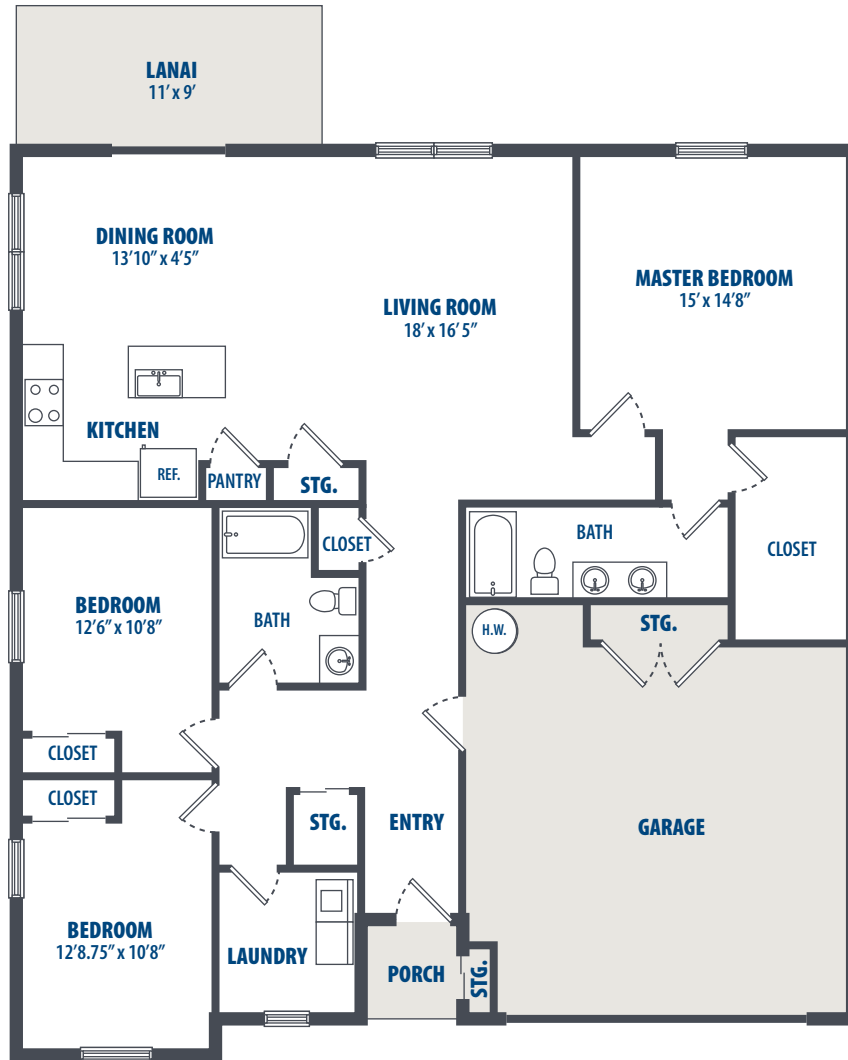 LANAI
11’ x 9’
DINING ROOM
13’10” x 4’5”
LIVING ROOM
18’ x 16’ 5”
MASTER BEDROOM
15’ x 14’8”
KITCHEN
REF.
PANTRY
STG.
CLOSET
BATH
CLOSET
BEDROOM
12’6” x 10’8”
BATH
H.W.
STG.
CLOSET
CLOSET
STG.
ENTRY
GARAGE
BEDROOM
12’8.75” x 10’8”
LAUNDRY
PORCH
STG.